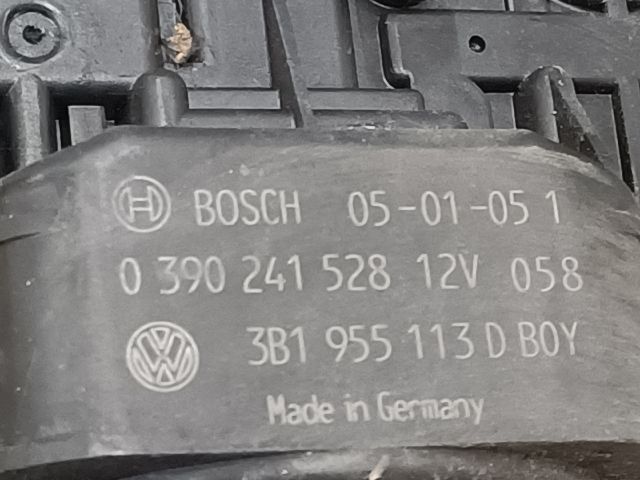 BOSCH 05-01-05 1
0 390 241 528 12V 058
3B1 955 113 D BOY
Made in Germany